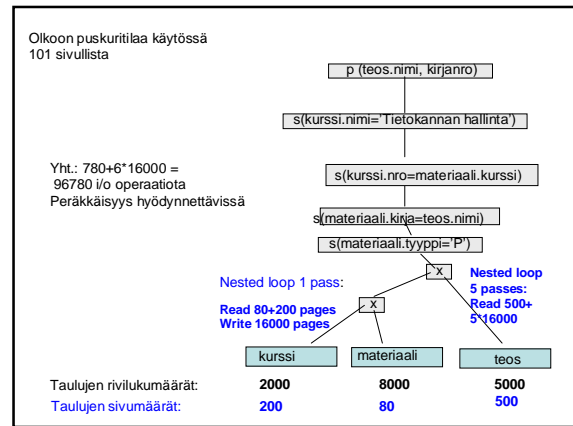 Olkoon puskuritilaa käytössä
101 sivullista
p (teos.nimi, kirjanro)
s(kurssi.nimi='Tietokannan hallinta')
Yht.: 780+6*16000 =
96780 i/o operaatiota
Peräkkäisyys hyödynnettävissä
s(kurssi.nro=materiaali.kurssi)
s(materiaali.kirja=teos.nimi)
s(materiaali.tyyppi='P')
x
Nested loop
5 passes:
Read 500+
5*16000
Nested loop 1 pass:
Read 80+200 pages
Write 16000 pages
x
kurssi
materiaali
teos
Taulujen rivilukumäärät: 2000 8000 5000
Taulujen sivumäärät: 200 80 500